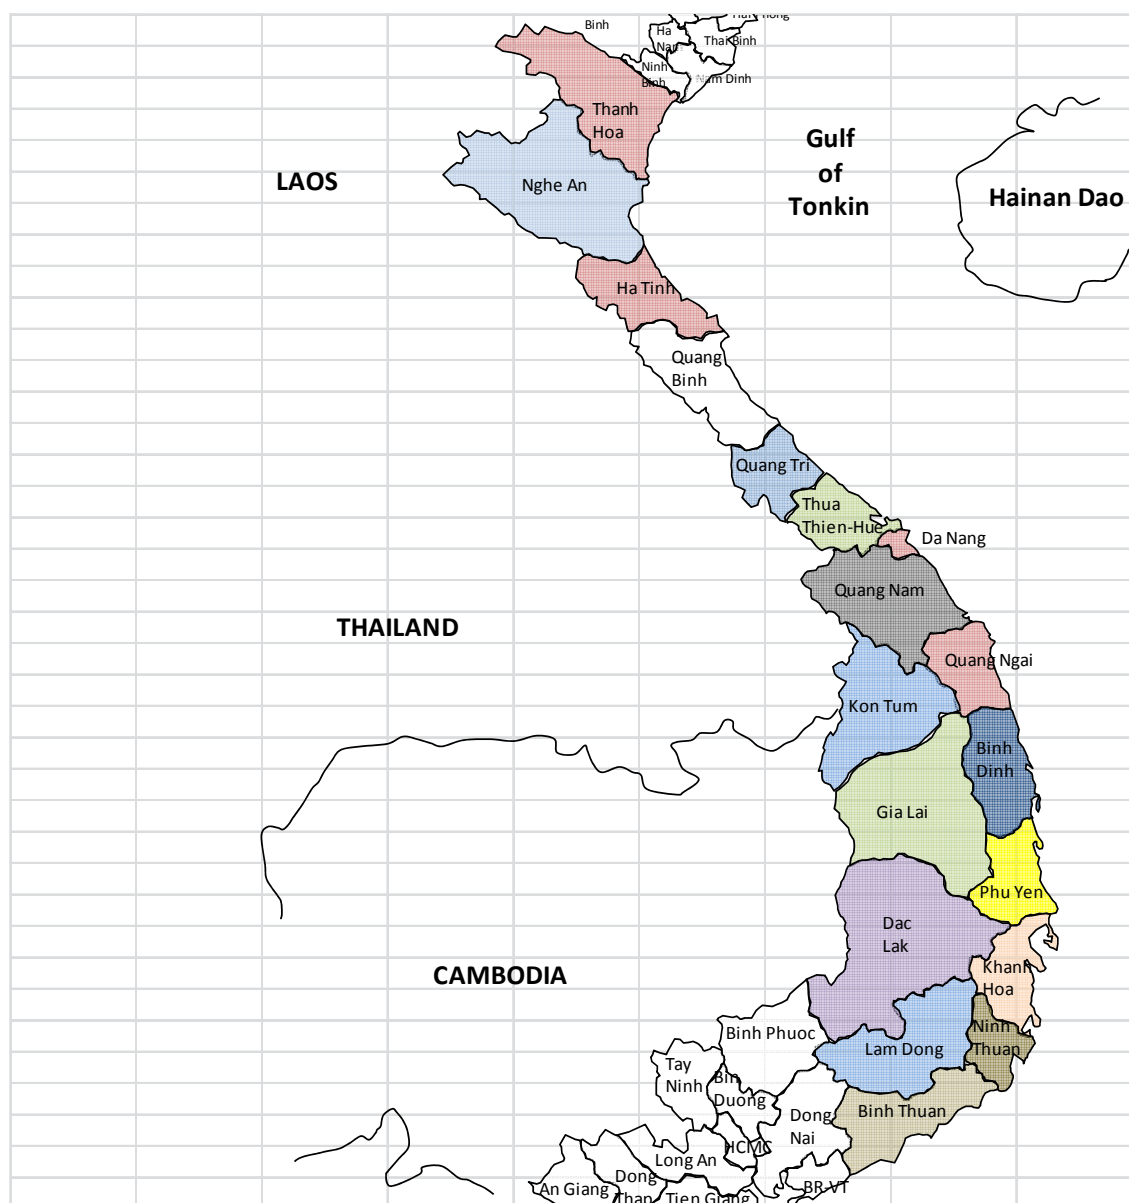 Binh
Ha
Nam
Thai Binh
Ninh
Binh
Nam Dinh
Thanh
Hoa
Gulf
of
Tonkin
LAOS
Nghe An
Hainan Dao
Ha Tinh
Quang
Binh
Quang Tri
Thua
Thien-Hue
Da Nang
Quang Nam
THAILAND
Quang Ngai
Kon Tum
Binh
Dinh
Gia Lai
Phu Yen
Dac
Lak
CAMBODIA
Khanh
Hoa
Binh Phuoc
Ninh
Thuan
Lam Dong
Tay
Ninh
Bin
Duong
Dong
Nai
Binh Thuan
HCMC
Long An
An Giang
Dong
Thap
Tien Giang
BR-VT